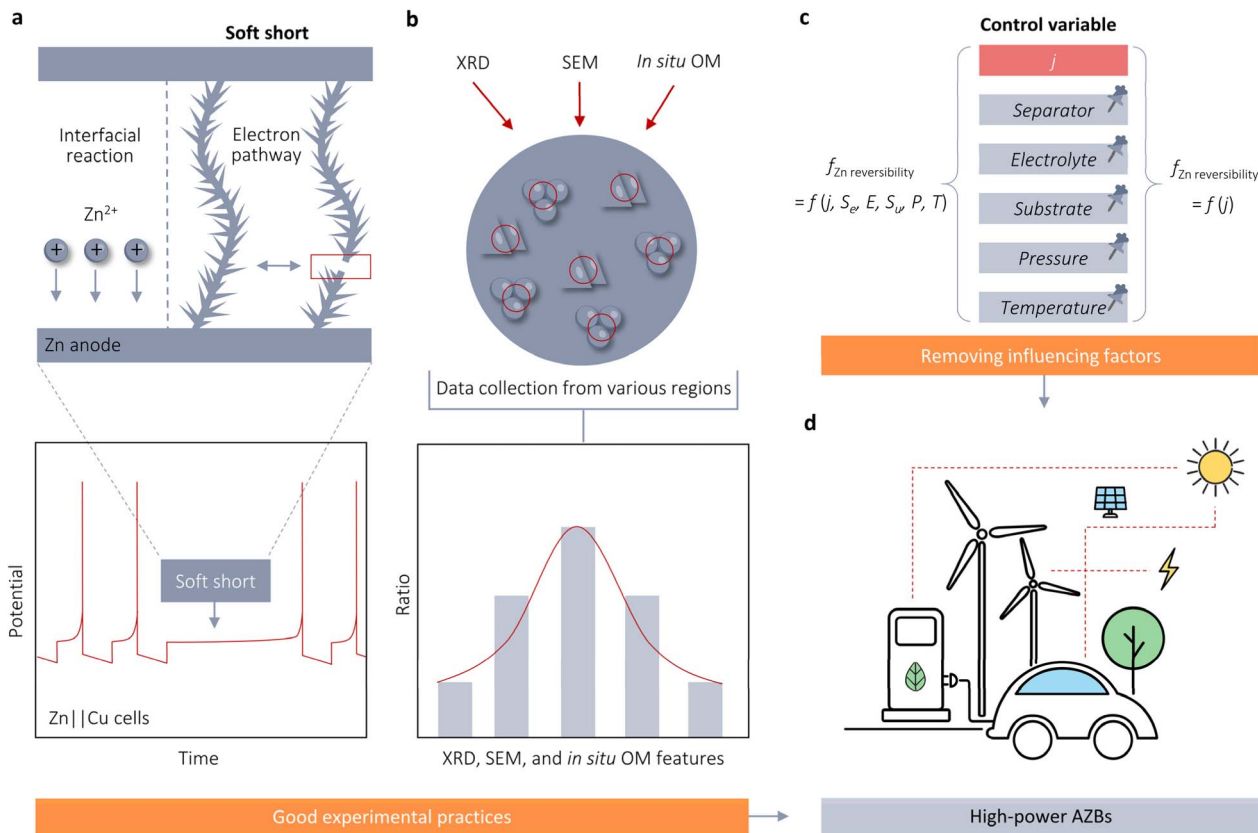 a
Soft short
Interfacial
reaction
Electron
pathway
Zn²⁺
+ + +
Zn anode
Potential
Soft short
Zn||Cu cells
Time
b
XRD
SEM
In situ OM
Data collection from various regions
Ratio
XRD, SEM, and in situ OM features
Good experimental practices
c
Control variable
j
Separator
Electrolyte
Substrate
Pressure
Temperature
fZn reversibility
= f (j, Se, E, Su, P, T)
fZn reversibility
= f (j)
Removing influencing factors
d
High-power AZBs